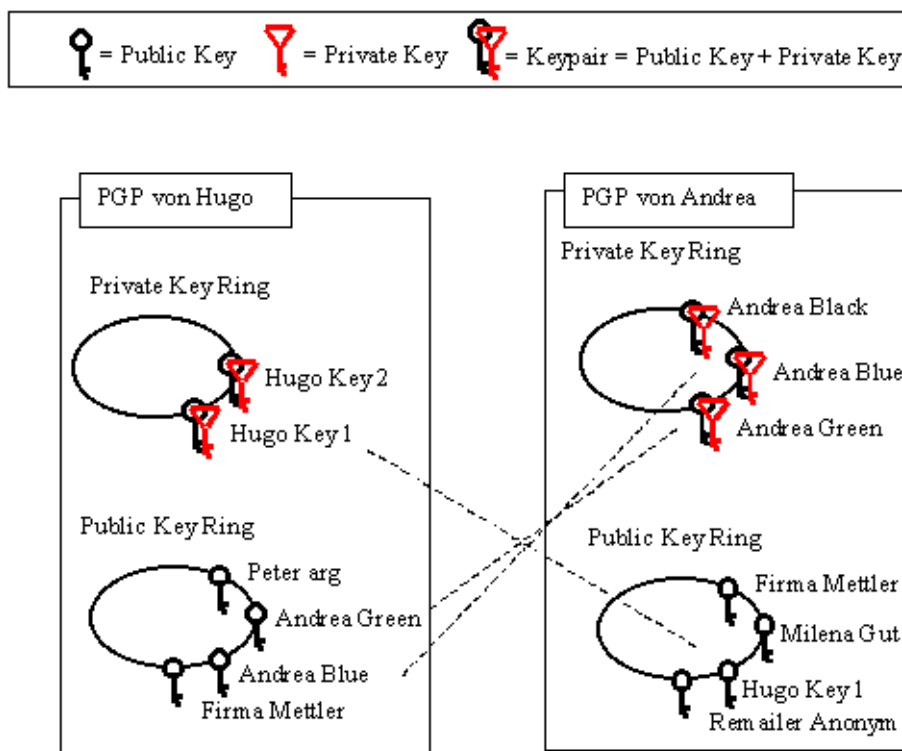 = Public Key = Private Key = Keypair = Public Key + Private Key
PGP von Hugo
Private Key Ring
Hugo Key 2
Hugo Key 1
Public Key Ring
Peter arg
Andrea Green
Andrea Blue
Firma Mettler
PGP von Andrea
Private Key Ring
Andrea Black
Andrea Blue
Andrea Green
Public Key Ring
Firma Mettler
Milena Gut
Hugo Key 1
Remailer Anonym